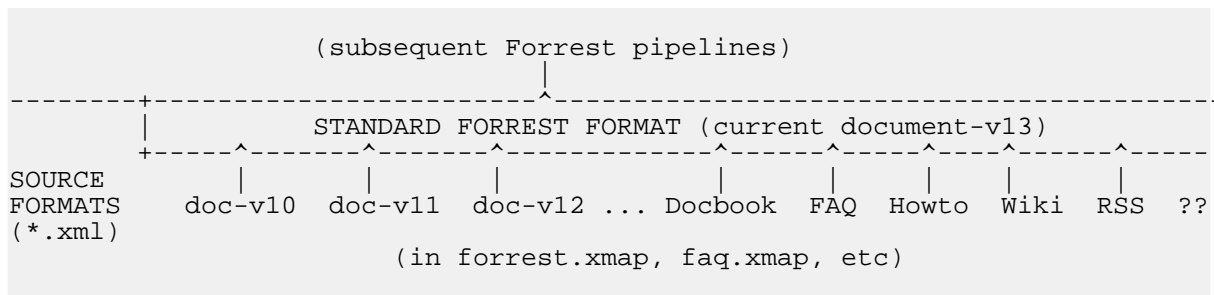 (subsequent Forrest pipelines)
STANDARD FORREST FORMAT (current document-v13)
SOURCE
FORMATS doc-v10 doc-v11 doc-v12 ... Docbook FAQ Howto Wiki RSS ??
(*.xml)
(in forrest.xmap, faq.xmap, etc)